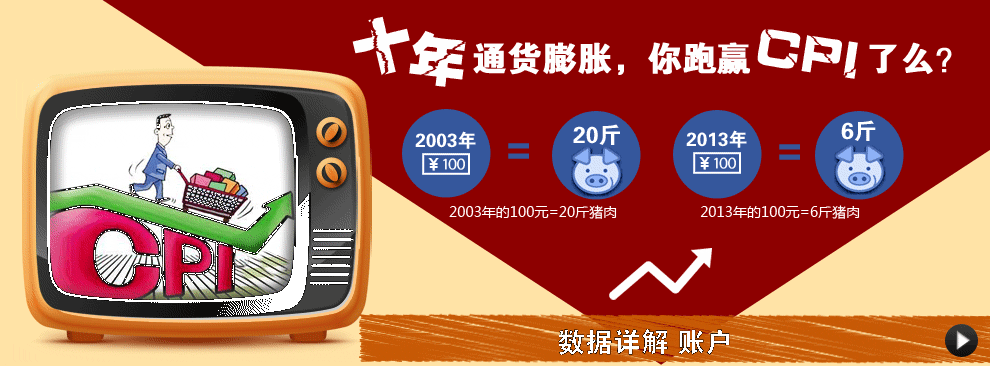 十年通货膨胀，你跑赢CPI了么？
2003年
￥100
=
20斤
2013年
￥100
=
6斤
2003年的100元=20斤猪肉
2013年的100元=6斤猪肉
CPI
数据详解 账户